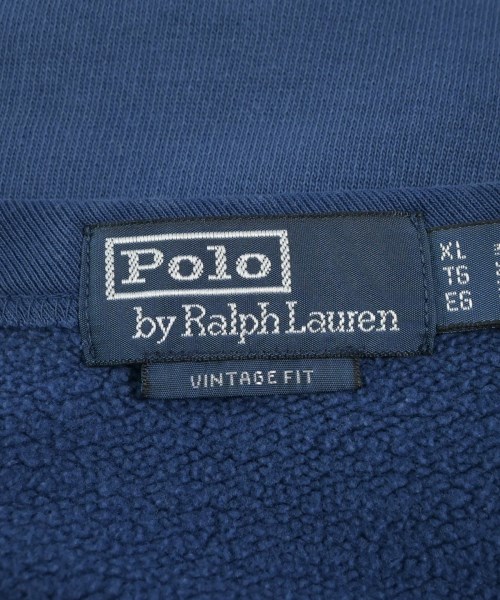 Polo
by Ralph Lauren
VINTAGE FIT
XL
TG
EG